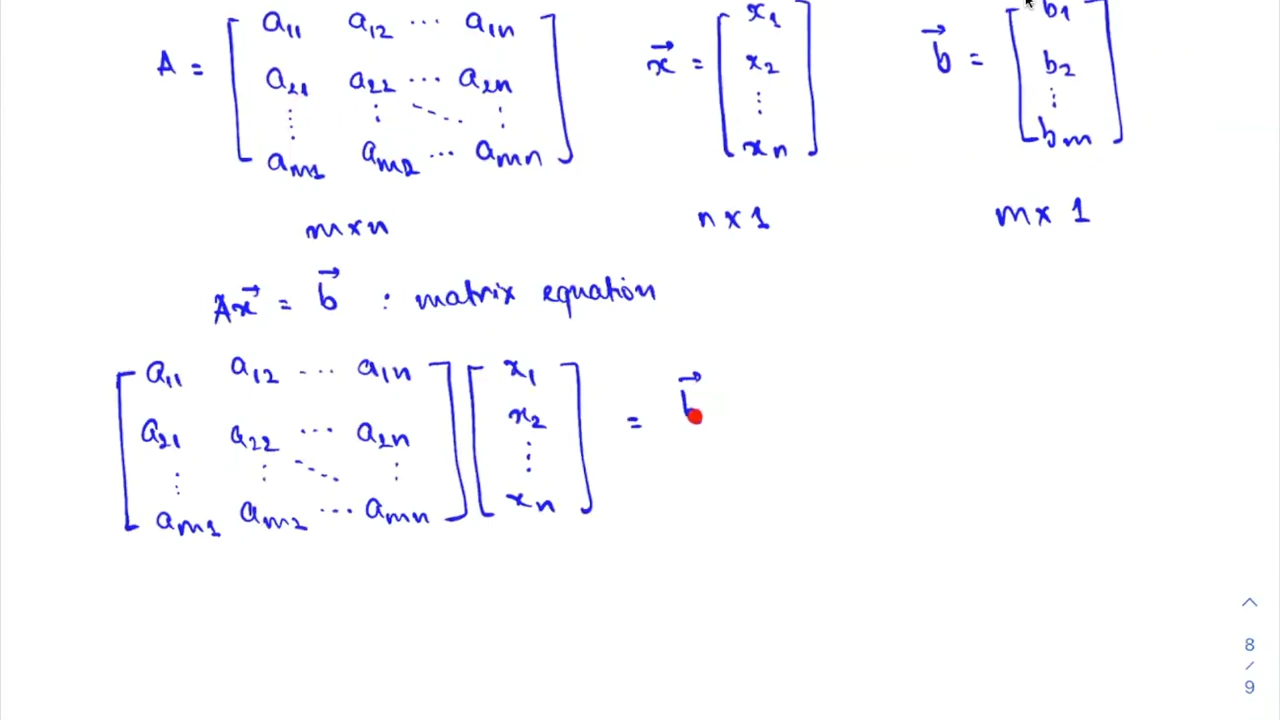 A = [ a11 a12 ⋯ a1n    x⃗ = [ x1    b⃗ = [ b1
a21 a22 ⋯ a2n    x2    b2
⋮ ⋮ ⋱ ⋮    ⋮    ⋮
am1 am2 ⋯ amn ]    xn ]    bm ]
m×n    n×1    m×1
Ax⃗ = b⃗ : matrix equation
[ a11 a12 ⋯ a1n ] [ x1 ] = b⃗
a21 a22 ⋯ a2n    x2
⋮ ⋮ ⋱ ⋮    ⋮
am1 am2 ⋯ amn    xn
8
/
9